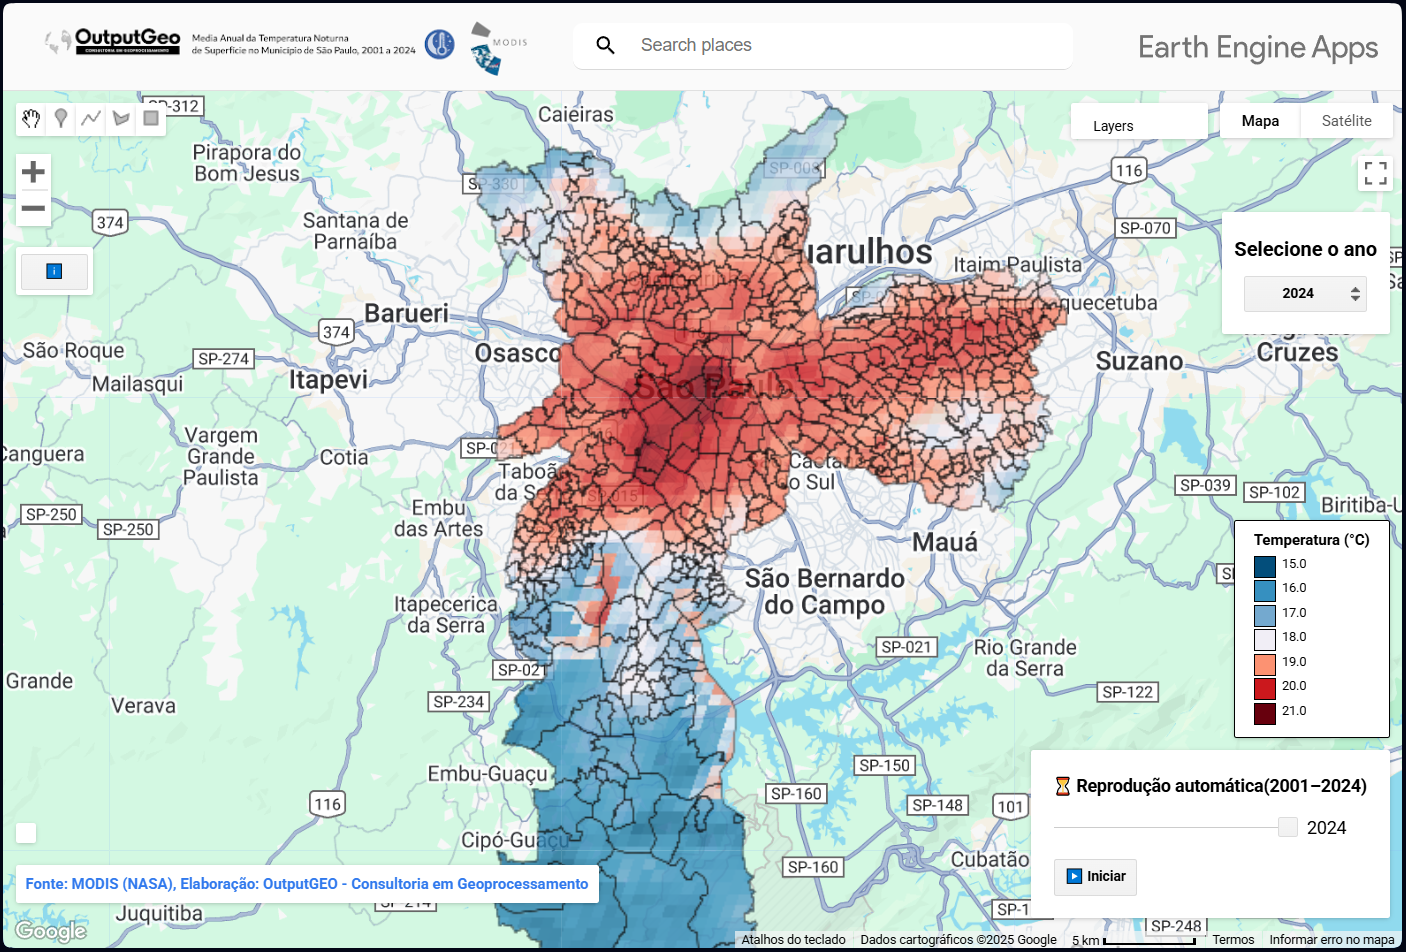 OutputGeo
CONSULTORIA EM GEOPROCESSAMENTO
Media Anual da Temperatura Noturna
de Superficie no Municipio de São Paulo, 2001 a 2024
MODIS
Search places
Earth Engine Apps
Layers
Mapa
Satélite
SP-312
Caieiras
Pirapora do
Bom Jesus
SP-330
SP-008
116
374
Santana de
Parnaíba
SP-070
Selecione o ano
2024
uarulhos
Itaim Paulista
quecetuba
Barueri
374
Osasco
São Roque
SP-274
Mailasqui
Itapevi
Suzano
Cruzes
São Paulo
Vargem
Grande
Paulista
Canguera
Cotia
SP-021
Taboã
da Se
Caeta
o Sul
SP-015
SP-039
SP-102
Biritiba-U
SP-250
SP-250
Embu
das Artes
Mauá
São Bernardo
do Campo
Temperatura (°C)
15.0
16.0
17.0
18.0
19.0
20.0
21.0
Itapecerica
da Serra
SP-021
Rio Grande
da Serra
SP-021
Grande
Verava
SP-234
SP-122
Embu-Guaçu
SP-150
116
SP-160
SP-148
101
Reprodução automática(2001–2024)
2024
Iniciar
Cipó-Guaçu
SP-160
Cubatão
Fonte: MODIS (NASA), Elaboração: OutputGEO - Consultoria em Geoprocessamento
SP-214
Juquitiba
SP-1
SP-248
Google
Atalhos do teclado
Dados cartográficos ©2025 Google
5 km
Termos
Informar erro no mapa